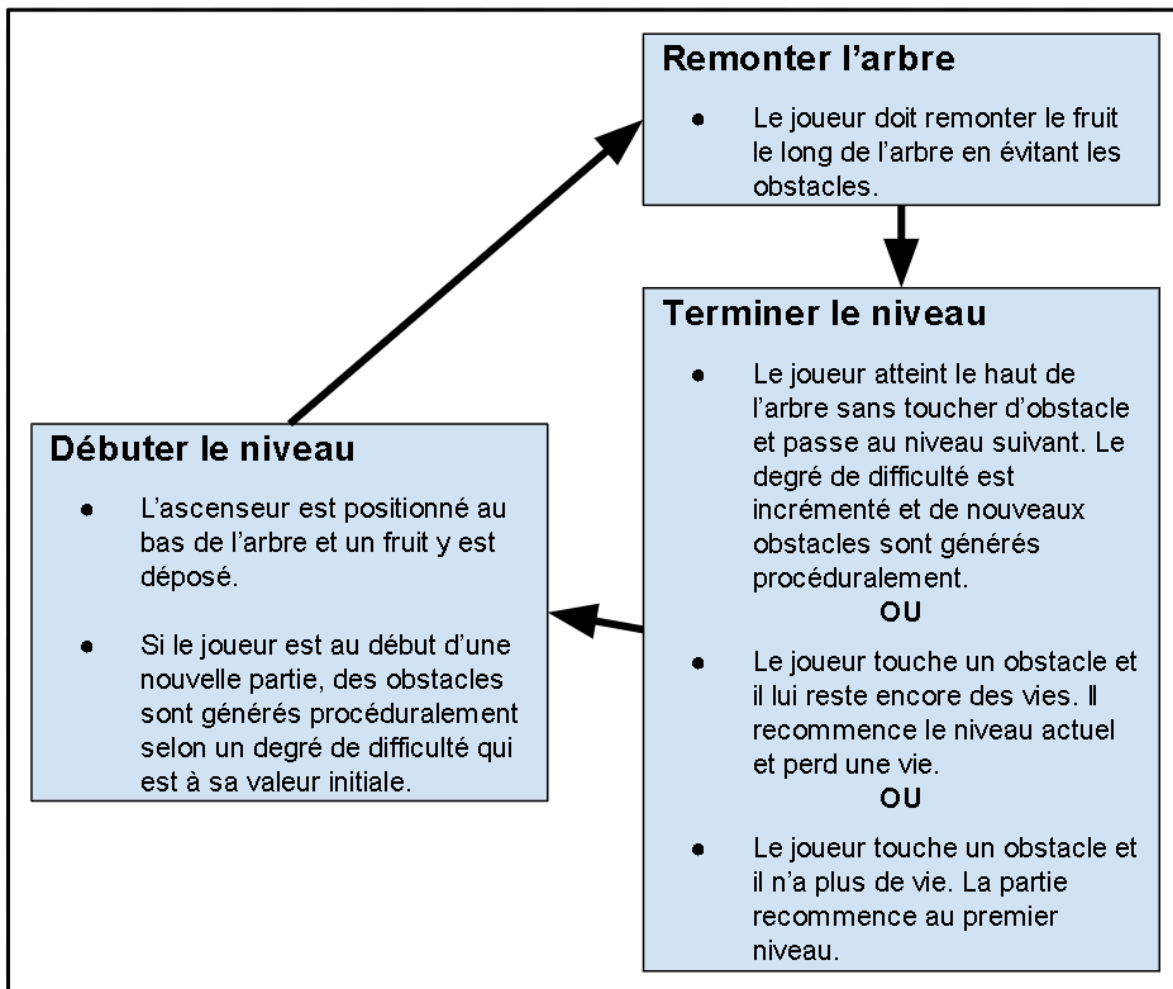 Remonter l'arbre
● Le joueur doit remonter le fruit
le long de l'arbre en évitant les
obstacles.
Terminer le niveau
● Le joueur atteint le haut de
l'arbre sans toucher d'obstacle
et passe au niveau suivant. Le
degré de difficulté est
incrémenté et de nouveaux
obstacles sont générés
procéduralement.
OU
● Le joueur touche un obstacle et
il lui reste encore des vies. Il
recommence le niveau actuel
et perd une vie.
OU
● Le joueur touche un obstacle et
il n'a plus de vie. La partie
recommence au premier
niveau.
Débuter le niveau
● L'ascenseur est positionné au
bas de l'arbre et un fruit y est
déposé.
● Si le joueur est au début d'une
nouvelle partie, des obstacles
sont générés procéduralement
selon un degré de difficulté qui
est à sa valeur initiale.